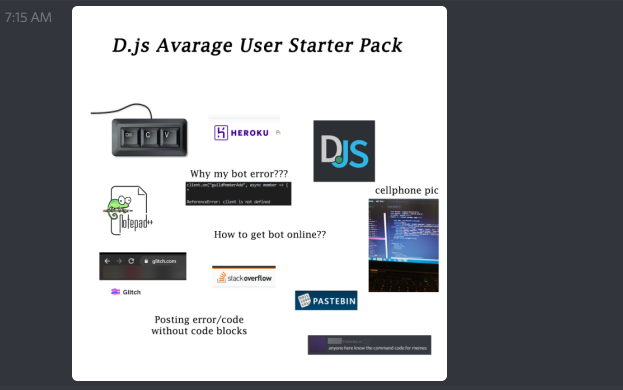 7:15 AM
D.js Avarage User Starter Pack
C V
HEROKU
DJS
Why my bot error???
client.on("guildMemberAdd", async member => {
ReferenceError: client is not defined
cellphone pic
Notepad++
How to get bot online??
glitch.com
stackoverflow
Glitch
PASTEBIN
Posting error/code
without code blocks
anyone here know the command code for memes